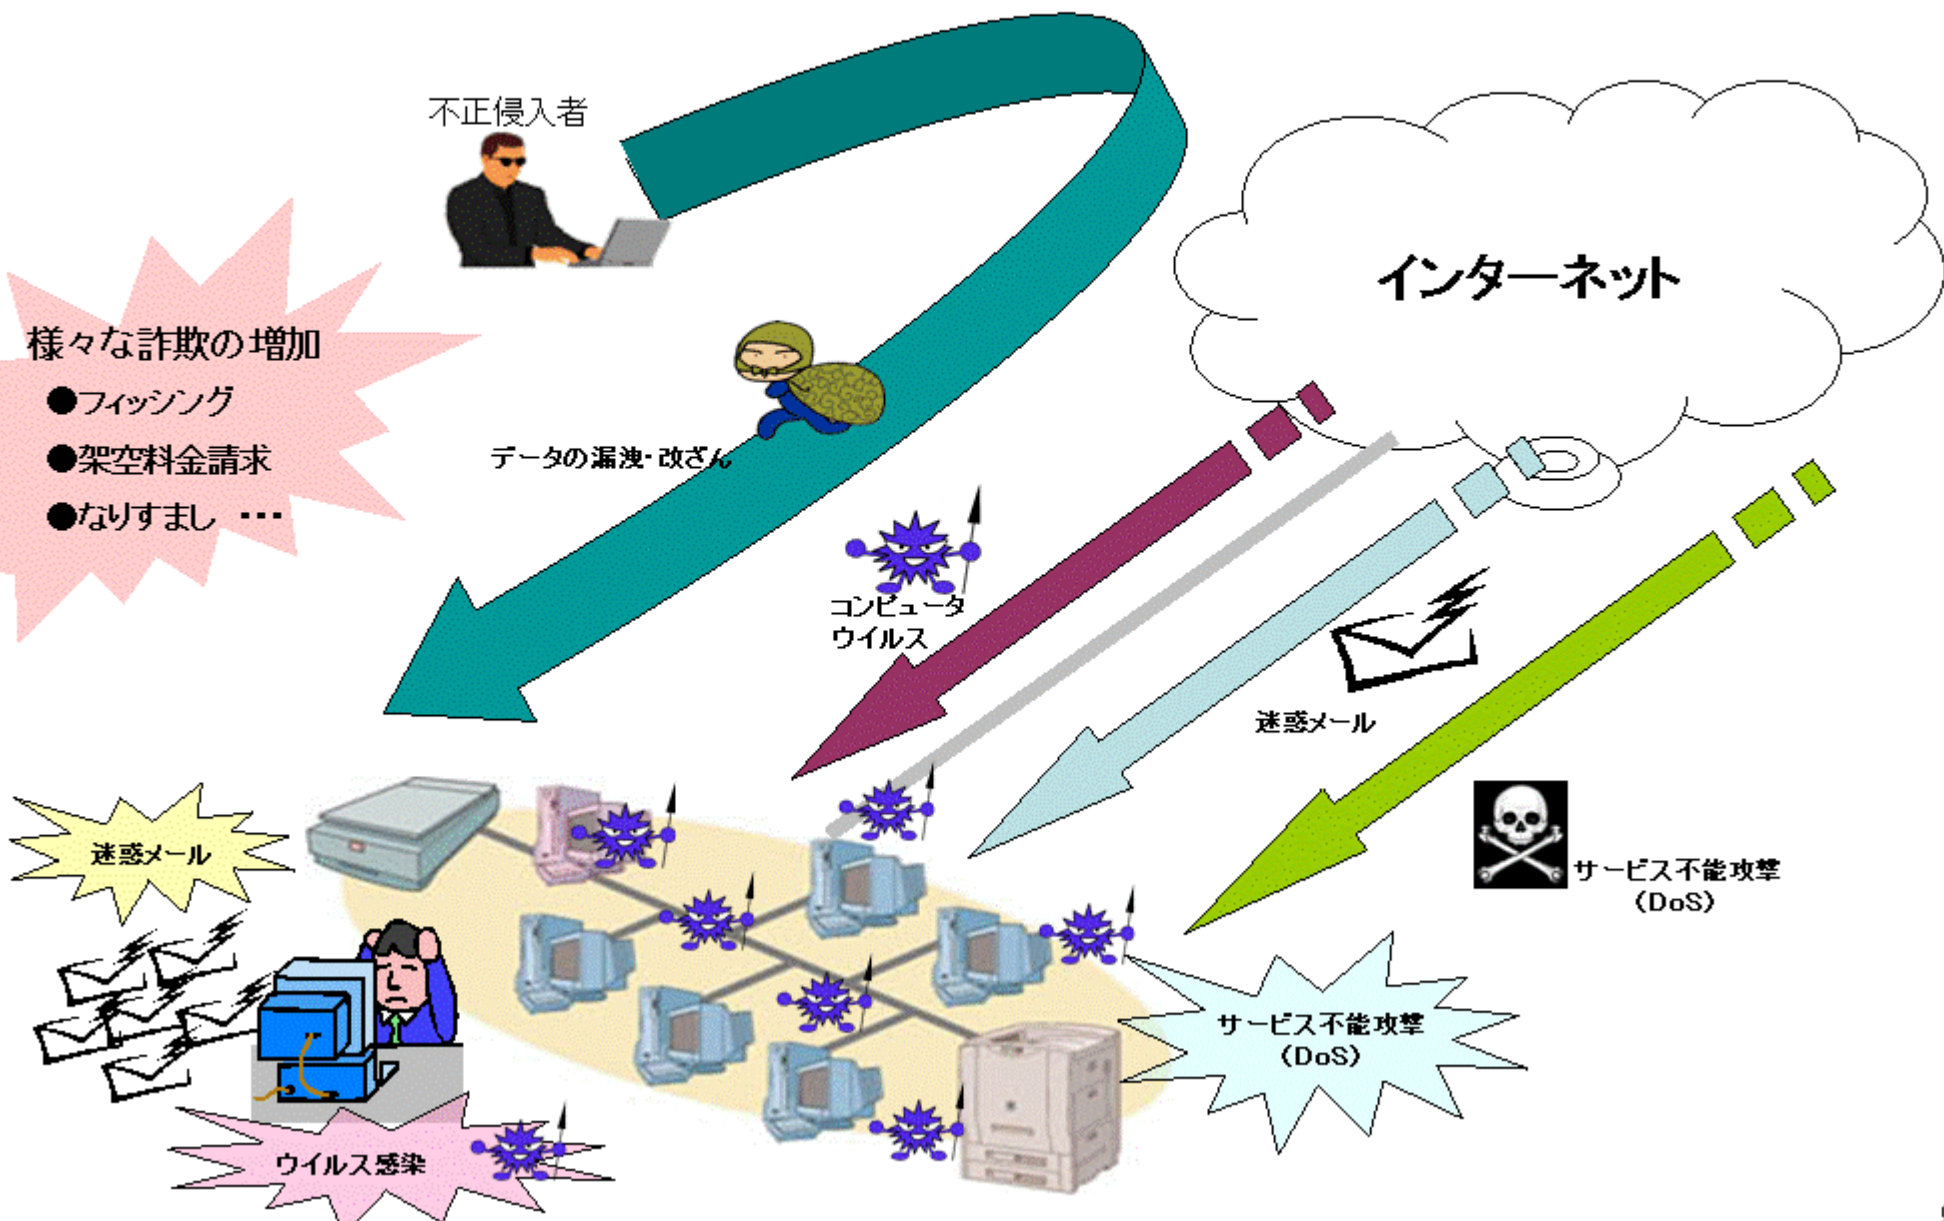 不正侵入者
インターネット
様々な詐欺の増加
●フィッシング
●架空料金請求
●なりすまし ・・・
データの漏洩・改ざん
コンピュータ
ウイルス
迷惑メール
サービス不能攻撃
（DoS）
迷惑メール
サービス不能攻撃
（DoS）
ウイルス感染